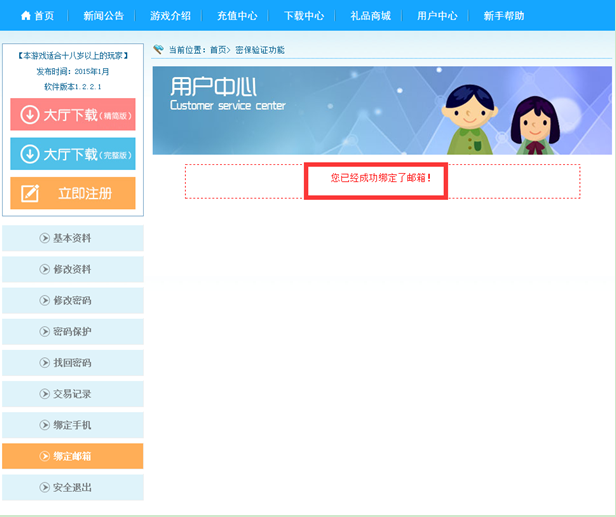 首页 新闻公告 游戏介绍 充值中心 下载中心 礼品商城 用户中心 新手帮助
【本游戏适合十八岁以上的玩家】
发布时间：2015年1月
软件版本1.2.2.1
大厅下载(精简版)
大厅下载(完整版)
立即注册
基本资料
修改资料
修改密码
密码保护
找回密码
交易记录
绑定手机
绑定邮箱
安全退出
当前位置：首页> 密保验证功能
用户中心
Customer service center
您已经成功绑定了邮箱！